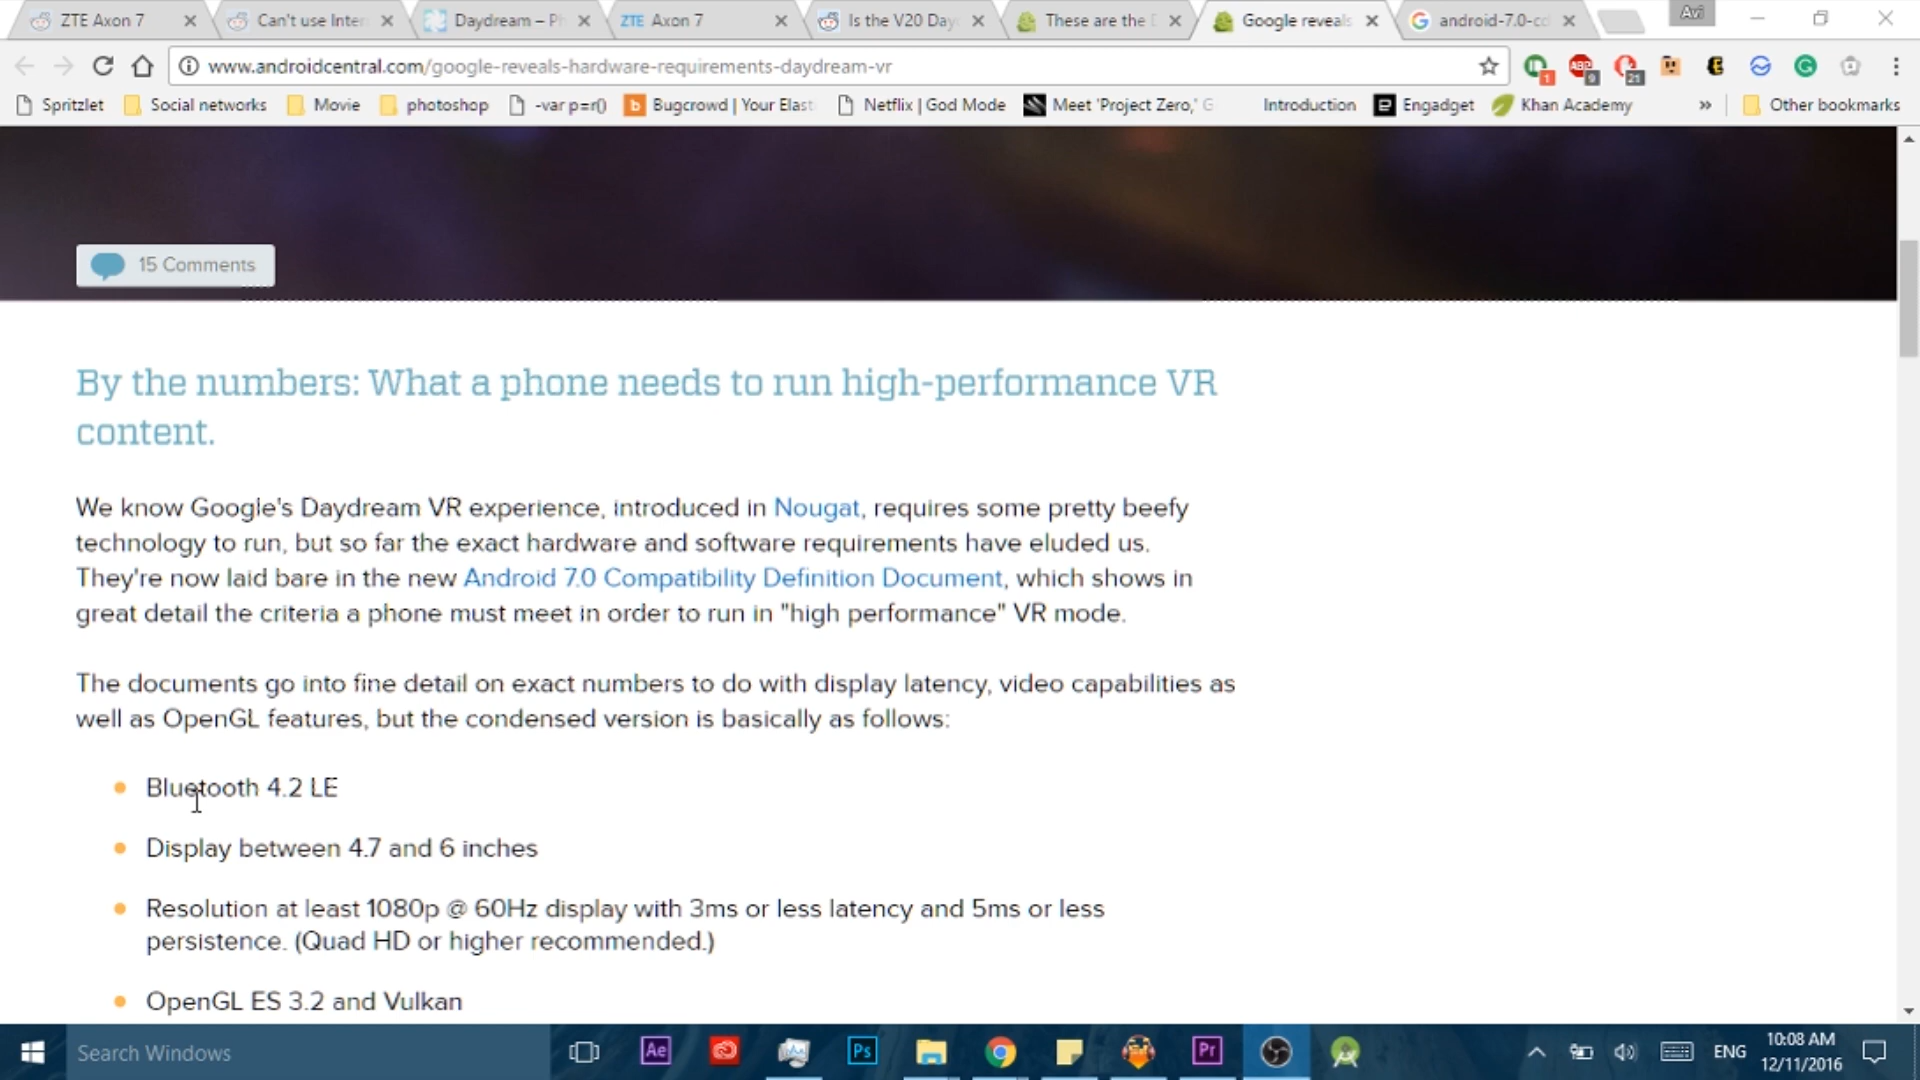 ZTE Axon 7
Can't use Inter
Daydream – Ph
ZTE Axon 7
Is the V20 Day
These are the D
Google reveals
android-7.0-cd
Avi
www.androidcentral.com/google-reveals-hardware-requirements-daydream-vr
Spritzlet
Social networks
Movie
photoshop
-var p=r()
Bugcrowd | Your Elast
Netflix | God Mode
Meet 'Project Zero,' G
Introduction
Engadget
Khan Academy
»
Other bookmarks
15 Comments
By the numbers: What a phone needs to run high-performance VR
content.
We know Google's Daydream VR experience, introduced in Nougat, requires some pretty beefy
technology to run, but so far the exact hardware and software requirements have eluded us.
They're now laid bare in the new Android 7.0 Compatibility Definition Document, which shows in
great detail the criteria a phone must meet in order to run in "high performance" VR mode.
The documents go into fine detail on exact numbers to do with display latency, video capabilities as
well as OpenGL features, but the condensed version is basically as follows:
Bluetooth 4.2 LE
Display between 4.7 and 6 inches
Resolution at least 1080p @ 60Hz display with 3ms or less latency and 5ms or less
persistence. (Quad HD or higher recommended.)
OpenGL ES 3.2 and Vulkan
Search Windows
Ae
Ps
Pr
ENG
10:08 AM
12/11/2016